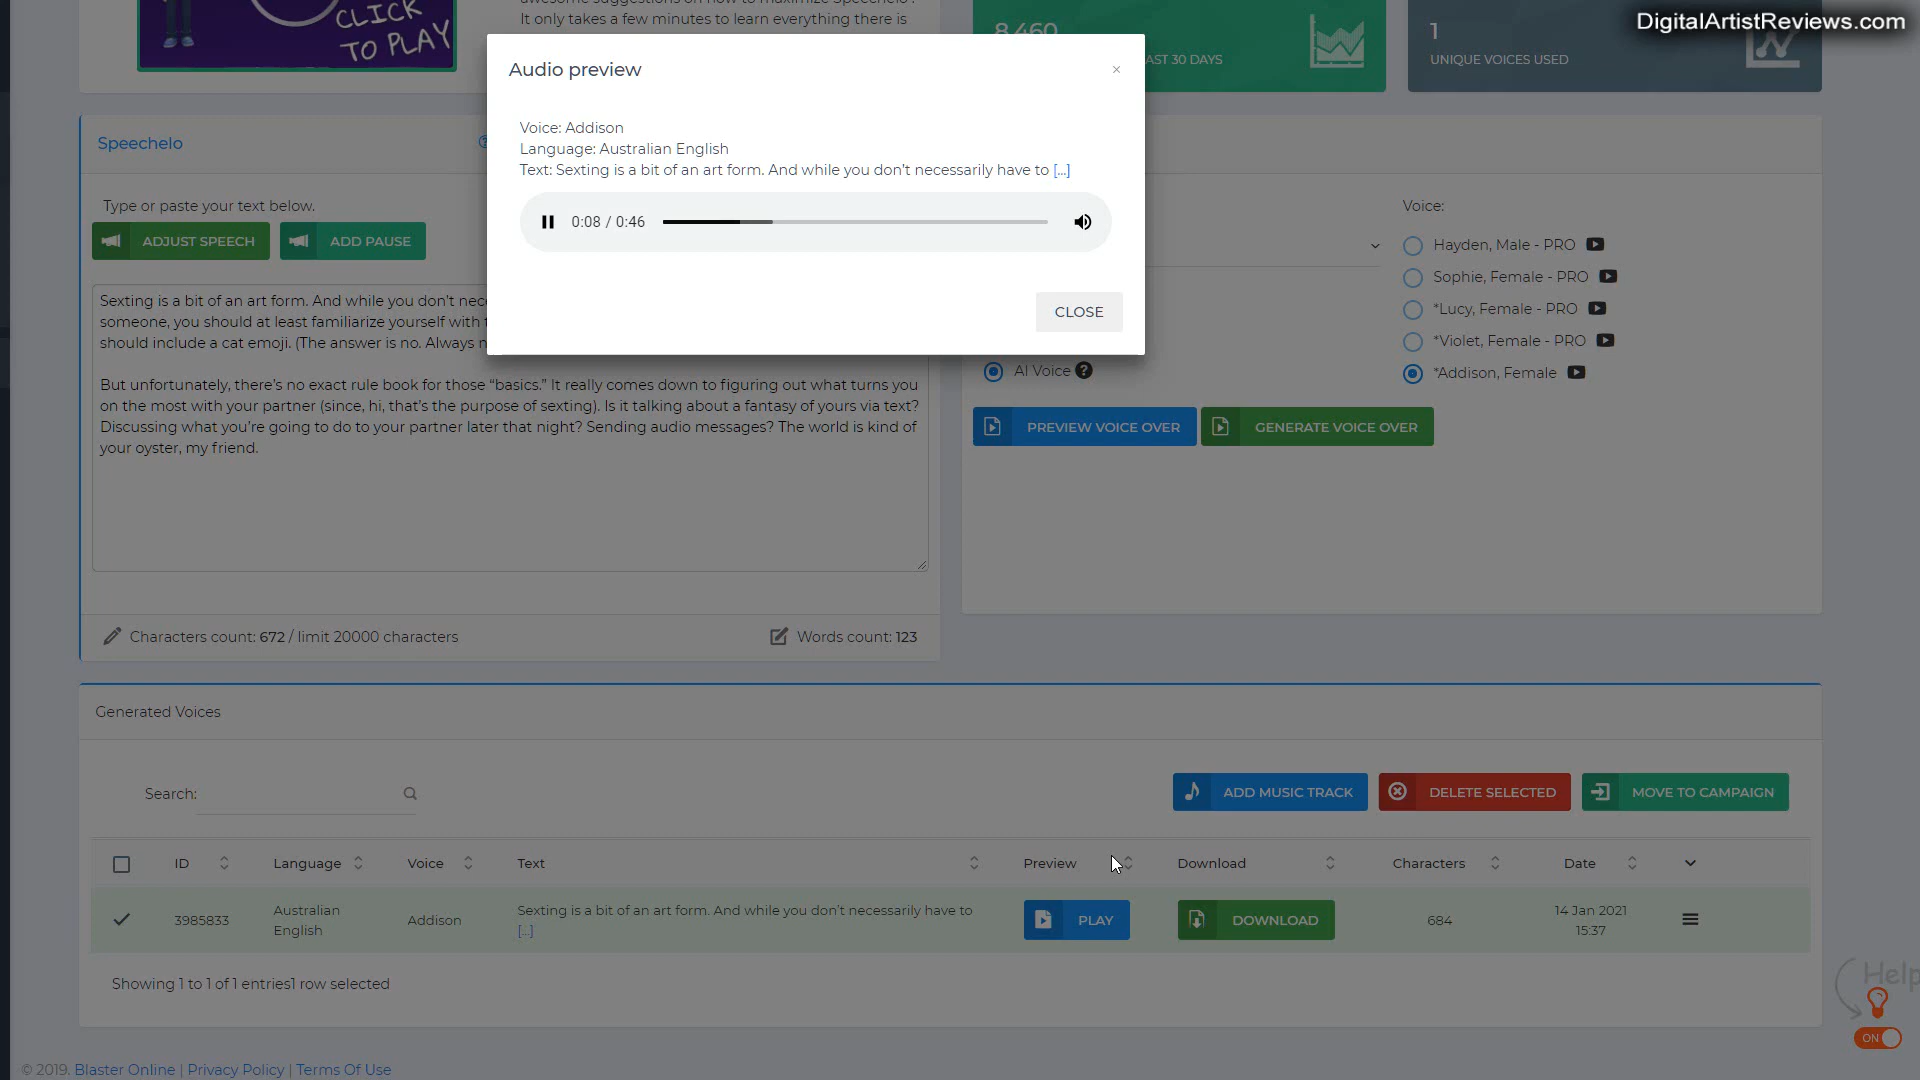 DigitalArtistReviews.com
CLICK
TO PLAY
It only takes a few minutes to learn everything there is
8,460
AST 30 DAYS
1
UNIQUE VOICES USED
Audio preview
×
Voice: Addison
Language: Australian English
Text: Sexting is a bit of an art form. And while you don't necessarily have to [...]
0:08 / 0:46
CLOSE
Speechelo
Type or paste your text below.
ADJUST SPEECH
ADD PAUSE
Sexting is a bit of an art form. And while you don't nec
someone, you should at least familiarize yourself with
should include a cat emoji. (The answer is no. Always
But unfortunately, there's no exact rule book for those “basics.” It really comes down to figuring out what turns you
on the most with your partner (since, hi, that's the purpose of sexting). Is it talking about a fantasy of yours via text?
Discussing what you're going to do to your partner later that night? Sending audio messages? The world is kind of
your oyster, my friend.
Characters count: 672 / limit 20000 characters
Words count: 123
Voice:
Hayden, Male - PRO
Sophie, Female - PRO
*Lucy, Female - PRO
*Violet, Female - PRO
*Addison, Female
AI Voice ?
PREVIEW VOICE OVER
GENERATE VOICE OVER
Generated Voices
Search:
ADD MUSIC TRACK
DELETE SELECTED
MOVE TO CAMPAIGN
ID Language Voice Text Preview Download Characters Date
3985833
Australian
English
Addison
Sexting is a bit of an art form. And while you don't necessarily have to
[...]
PLAY
DOWNLOAD
684
14 Jan 2021
15:37
Showing 1 to 1 of 1 entries1 row selected
Help
ON
© 2019. Blaster Online | Privacy Policy | Terms Of Use